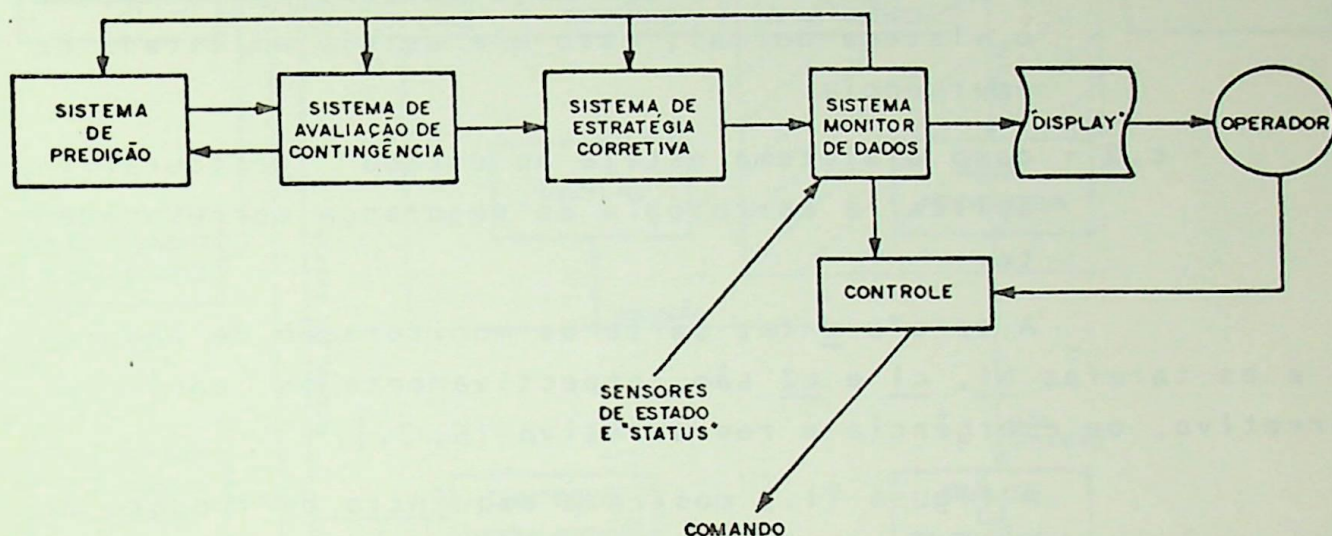 SISTEMA
DE
PREDIÇÃO
SISTEMA DE
AVALIAÇÃO DE
CONTINGÊNCIA
SISTEMA DE
ESTRATÉGIA
CORRETIVA
SISTEMA
MONITOR
DE DADOS
"DISPLAY"
OPERADOR
CONTROLE
SENSORES
DE ESTADO
E "STATUS"
COMANDO